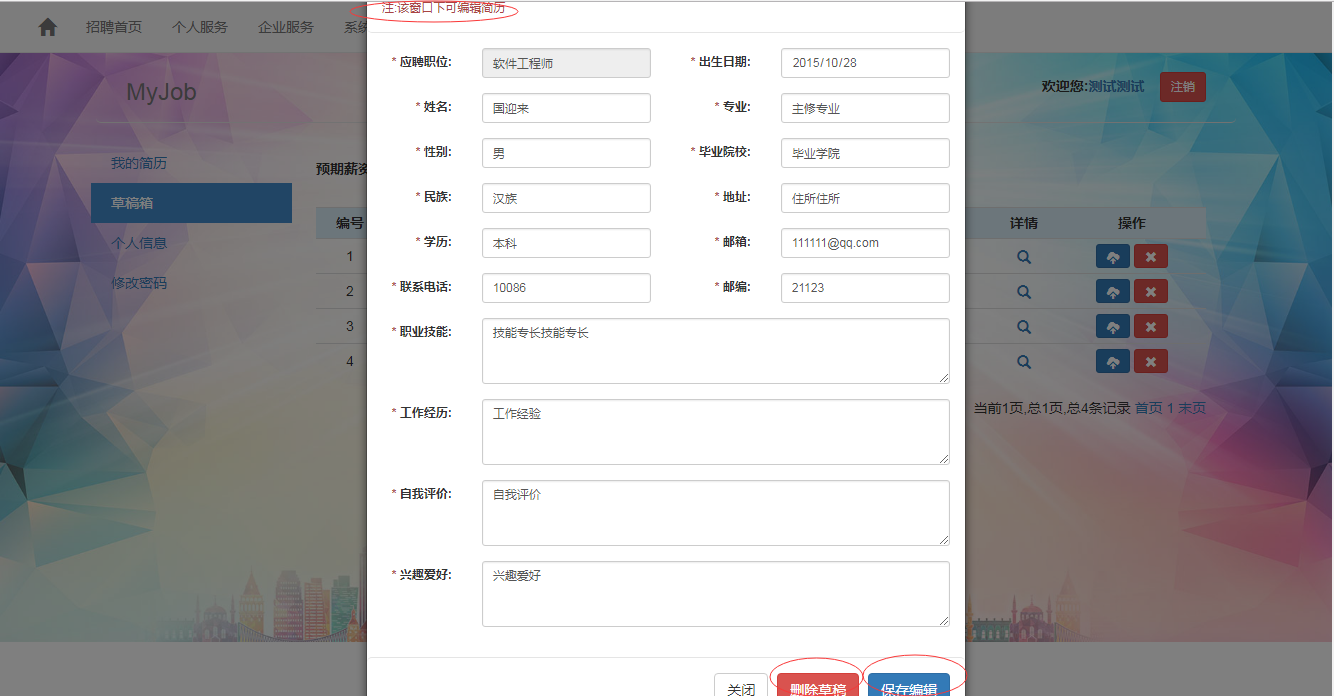 注:该窗口下可编辑简历
招聘首页 个人服务 企业服务 系统
MyJob
欢迎您:测试测试 注销
我的简历
草稿箱
个人信息
修改密码
预期薪资
编号 详情 操作
1
2
3
4
当前1页,总1页,总4条记录 首页 1 末页
* 应聘职位: 软件工程师 * 出生日期: 2015/10/28
* 姓名: 国迎来 * 专业: 主修专业
* 性别: 男 * 毕业院校: 毕业学院
* 民族: 汉族 * 地址: 住所住所
* 学历: 本科 * 邮箱: 111111@qq.com
* 联系电话: 10086 * 邮编: 21123
* 职业技能: 技能专长技能专长
* 工作经历: 工作经验
* 自我评价: 自我评价
* 兴趣爱好: 兴趣爱好
关闭 删除草稿 保存编辑